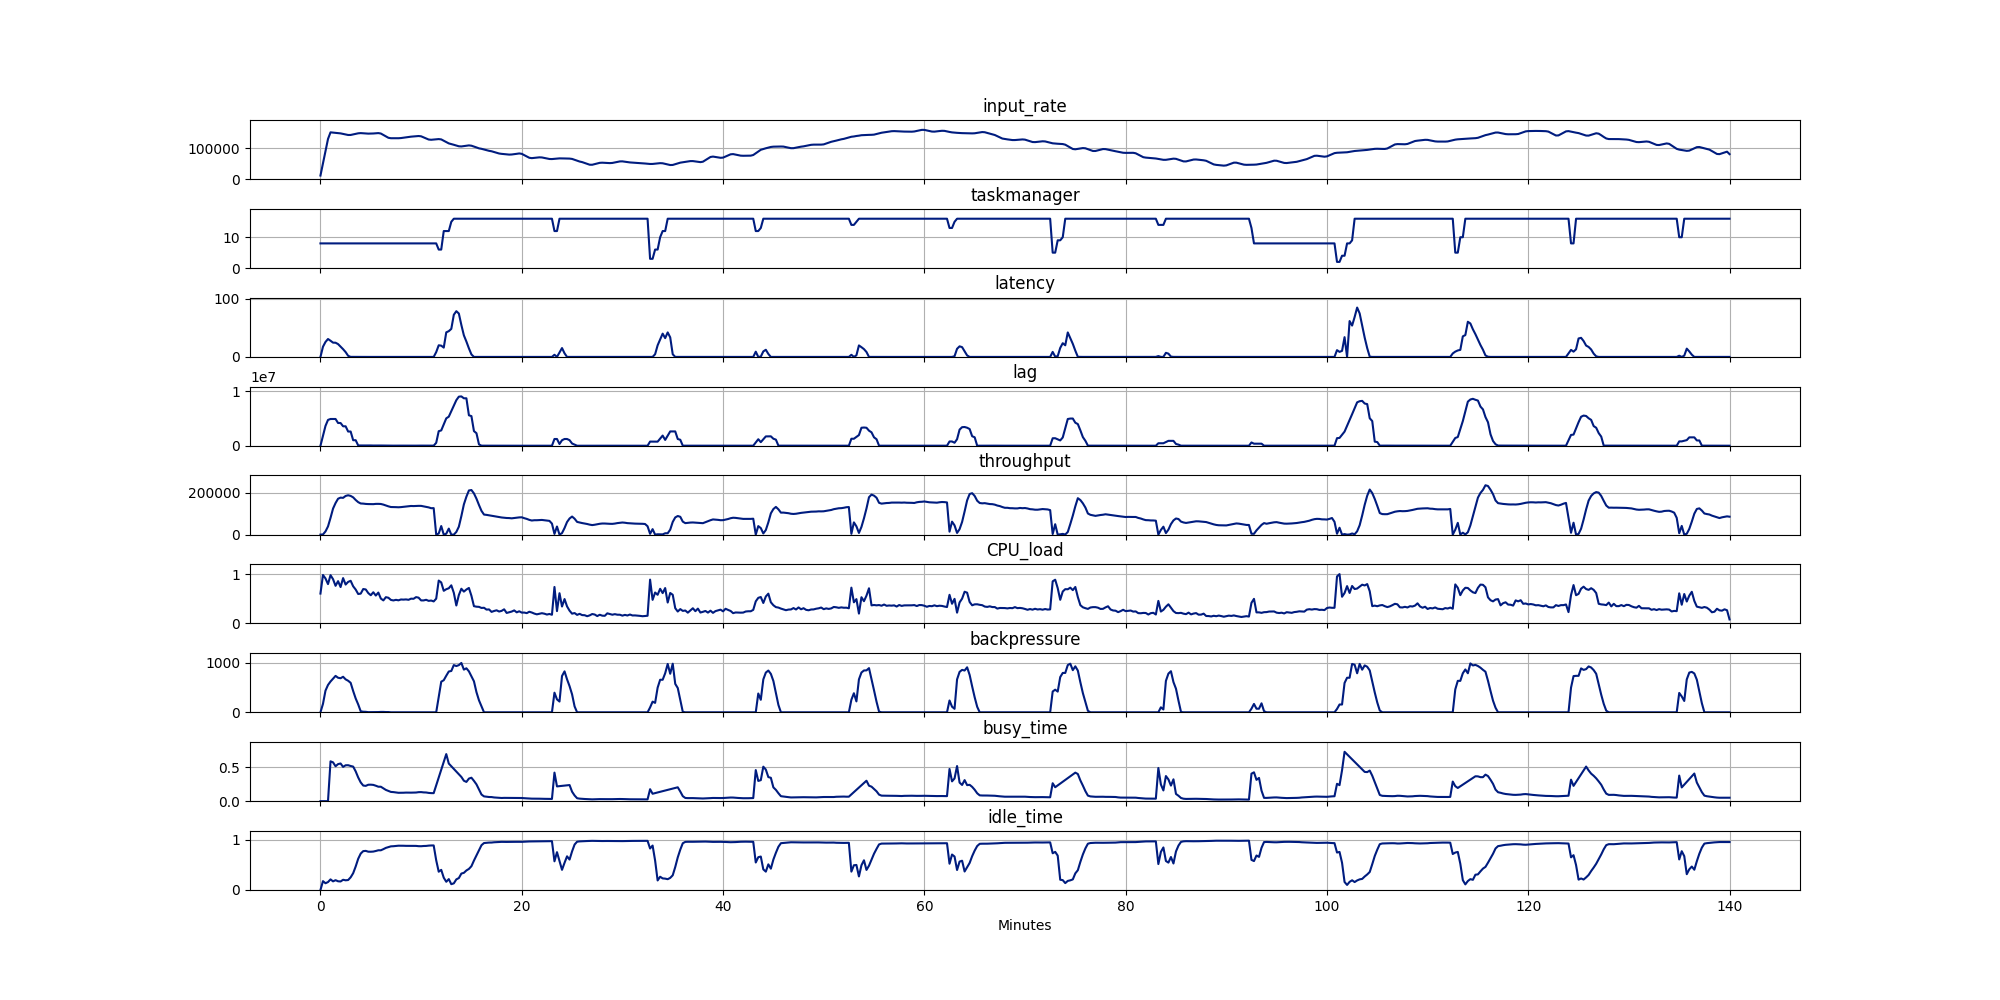 input_rate
100000
0
taskmanager
10
0
latency
100
0
1e7
lag
1
0
throughput
200000
0
CPU_load
1
0
backpressure
1000
0
busy_time
0.5
0.0
idle_time
1
0
0 20 40 60 80 100 120 140
Minutes